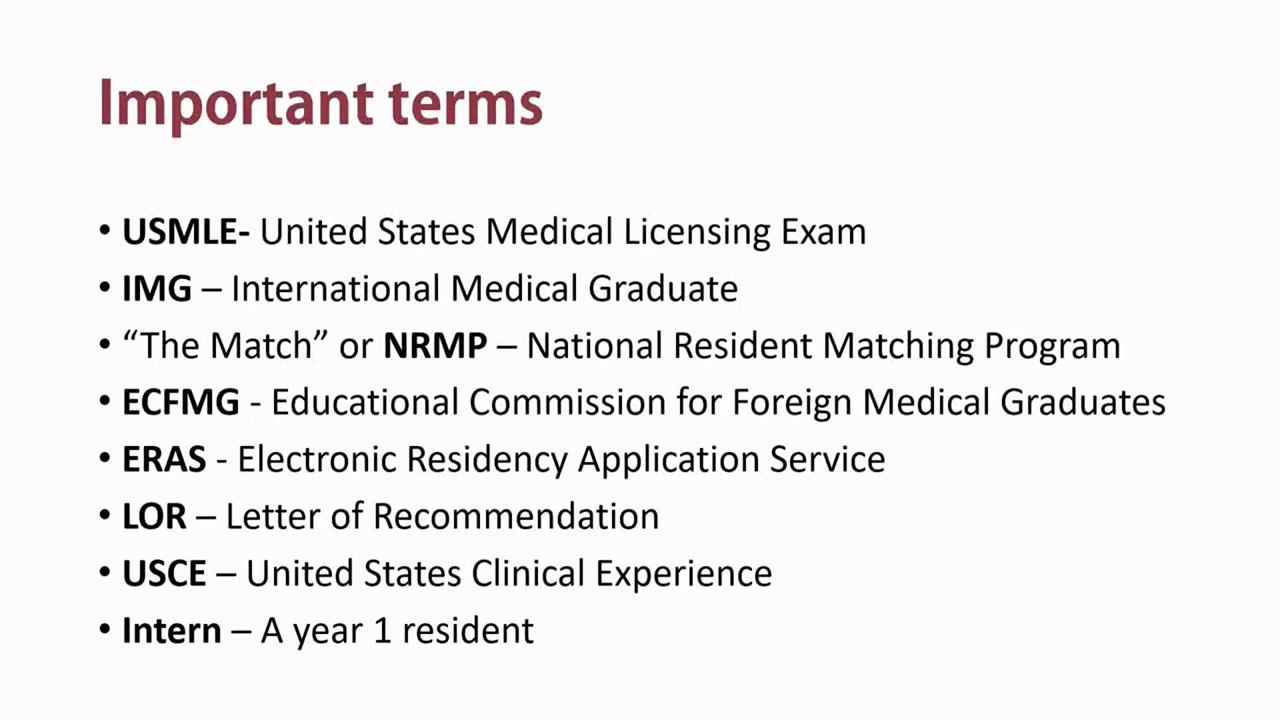 Important terms
• USMLE- United States Medical Licensing Exam
• IMG – International Medical Graduate
• “The Match” or NRMP – National Resident Matching Program
• ECFMG - Educational Commission for Foreign Medical Graduates
• ERAS - Electronic Residency Application Service
• LOR – Letter of Recommendation
• USCE – United States Clinical Experience
• Intern – A year 1 resident